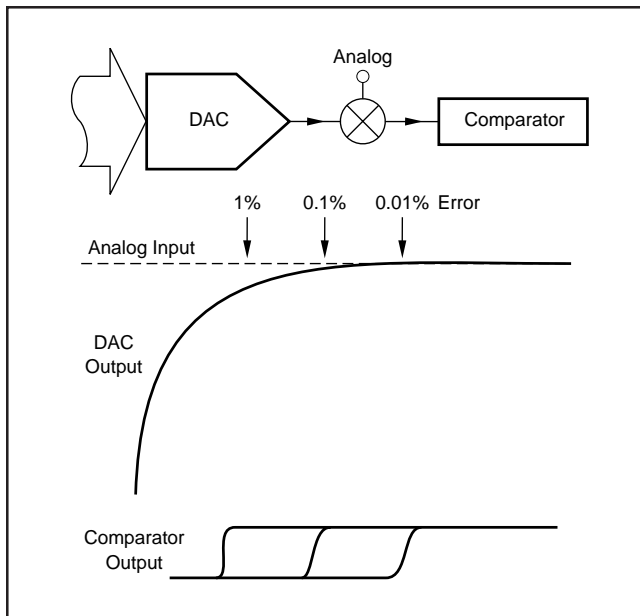 Analog
DAC
Comparator
1%
0.1%
0.01% Error
Analog Input
DAC
Output
Comparator
Output